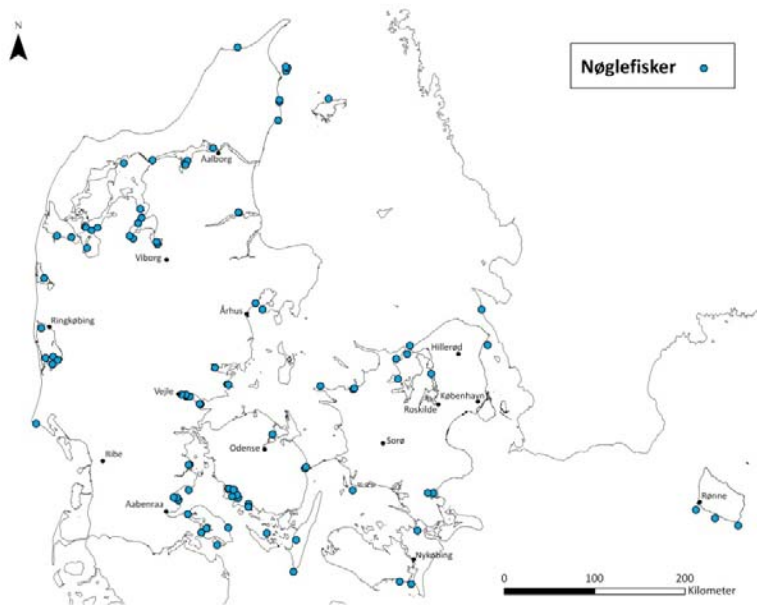 N
Nøglefisker
Aalborg
Viborg
Ringkøbing
Århus
Hillerød
Vejle
København
Roskilde
Odense
Sorø
Ribe
Aabenraa
Rønne
Nykøbing
0 100 200
Kilometer